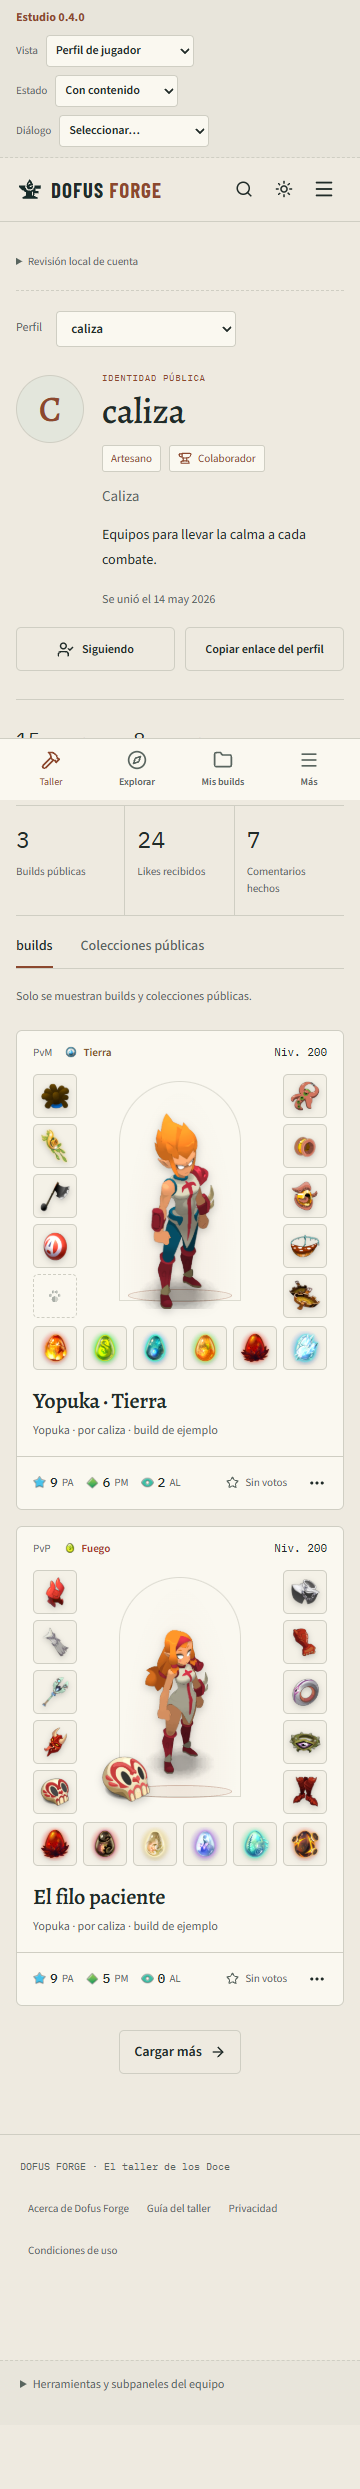 Estudio 0.4.0
Vista Perfil de jugador
Estado Con contenido
Diálogo Seleccionar...
DOFUS FORGE
Revisión local de cuenta
Perfil caliza
IDENTIDAD PÚBLICA
C
caliza
Artesano Colaborador
Caliza
Equipos para llevar la calma a cada
combate.
Se unió el 14 may 2026
Siguiendo Copiar enlace del perfil
Taller Explorar Mis builds Más
3 24 7
Builds públicas Likes recibidos Comentarios
hechos
builds Colecciones públicas
Solo se muestran builds y colecciones públicas.
PvM Tierra Niv. 200
Yopuka · Tierra
Yopuka · por caliza · build de ejemplo
9 PA 6 PM 2 AL Sin votos
PvP Fuego Niv. 200
El filo paciente
Yopuka · por caliza · build de ejemplo
9 PA 5 PM 0 AL Sin votos
Cargar más
DOFUS FORGE · El taller de los Doce
Acerca de Dofus Forge Guía del taller Privacidad
Condiciones de uso
Herramientas y subpaneles del equipo